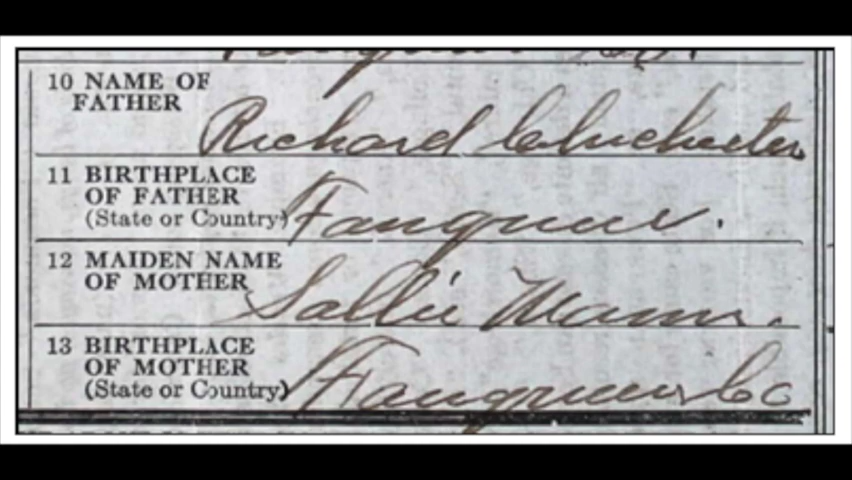 10 NAME OF
FATHER
Richard Chichester
11 BIRTHPLACE
OF FATHER
(State or Country)
Fauquier.
12 MAIDEN NAME
OF MOTHER
Sallie Mann.
13 BIRTHPLACE
OF MOTHER
(State or Country)
Fauquier Co